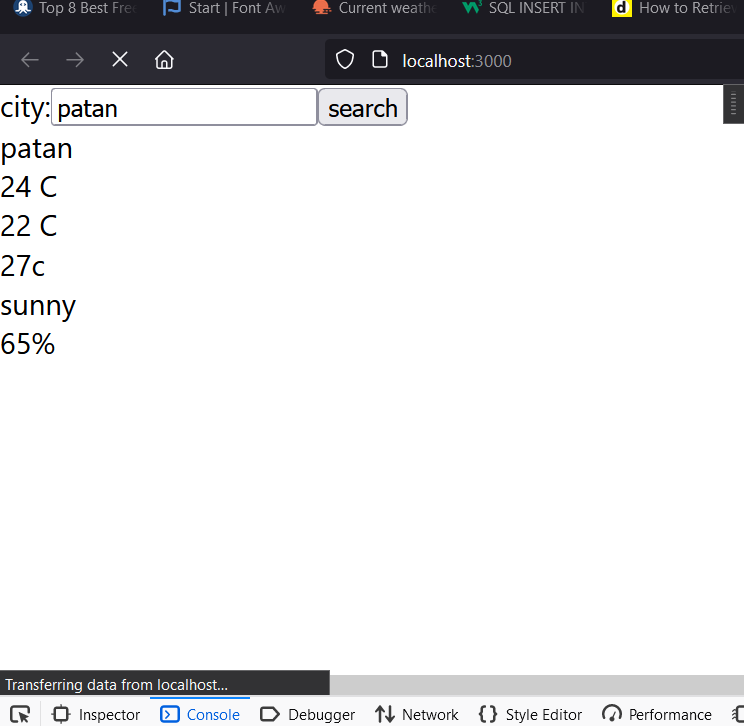 Top 8 Best Free
Start | Font Aw
Current weathe
SQL INSERT IN
d
How to Retriev
localhost:3000
city:
patan
search
patan
24 C
22 C
27c
sunny
65%
Transferring data from localhost...
Inspector
Console
Debugger
Network
Style Editor
Performance